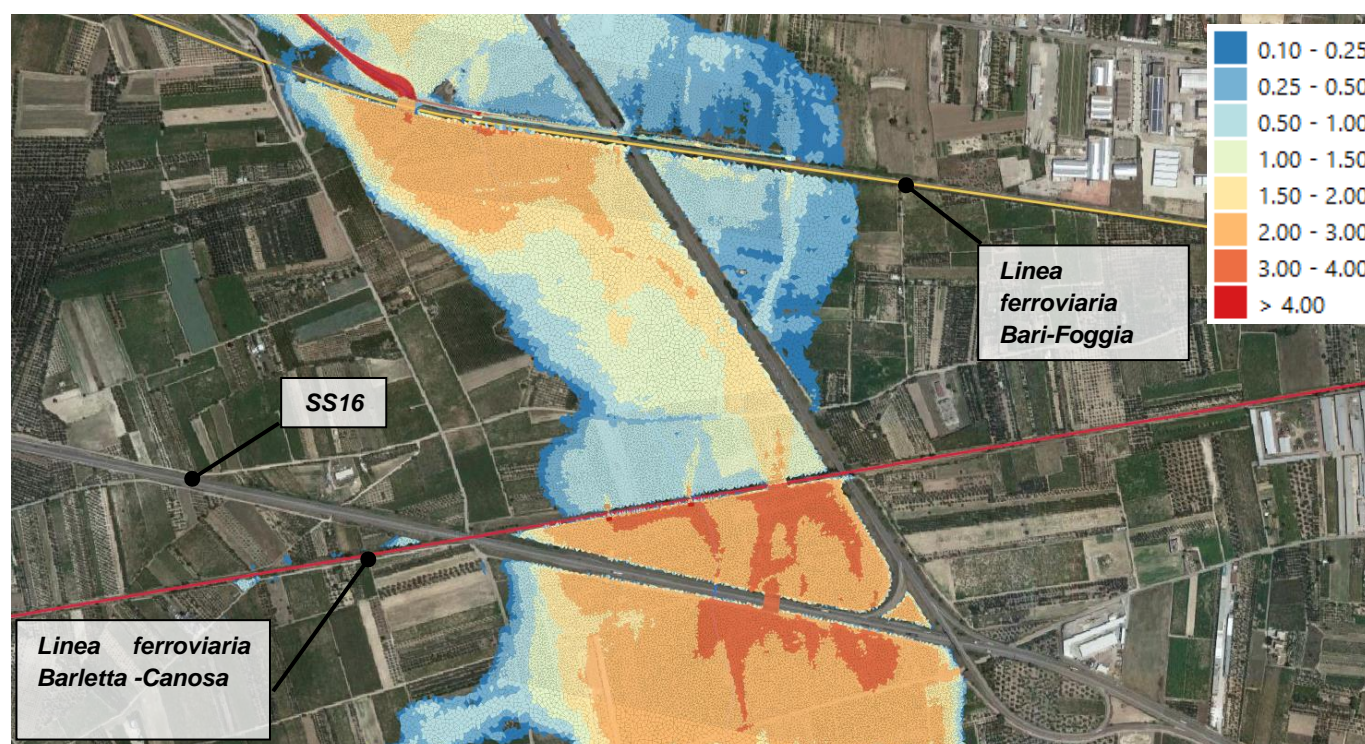 0.10 - 0.25
0.25 - 0.50
0.50 - 1.00
1.00 - 1.50
1.50 - 2.00
2.00 - 3.00
3.00 - 4.00
> 4.00
Linea
ferroviaria
Bari-Foggia
SS16
Linea ferroviaria
Barletta -Canosa